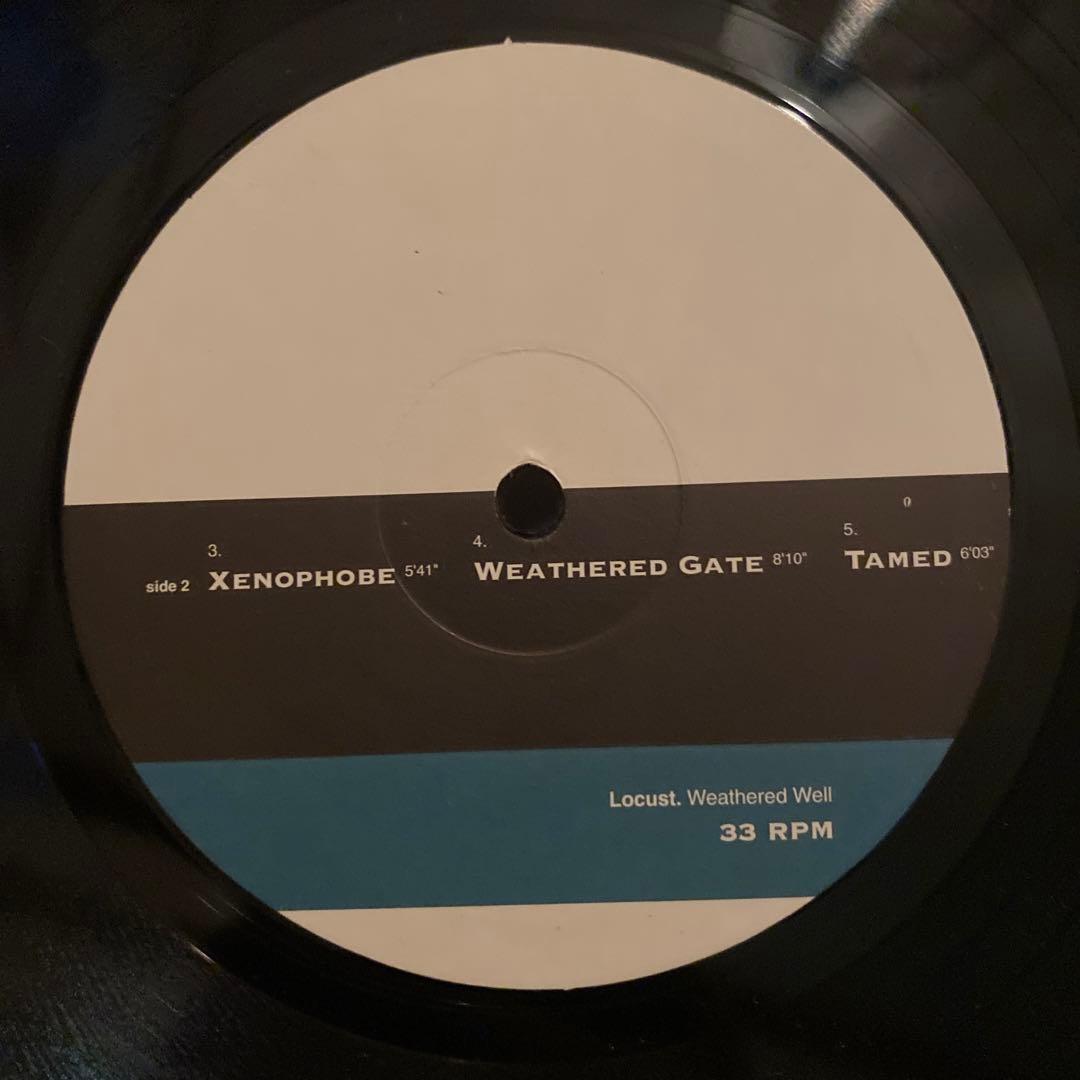 side 2
3.
XENOPHOBE 5'41"
4.
WEATHERED GATE 8'10"
5.
TAMED 6'03"
Locust. Weathered Well
33 RPM